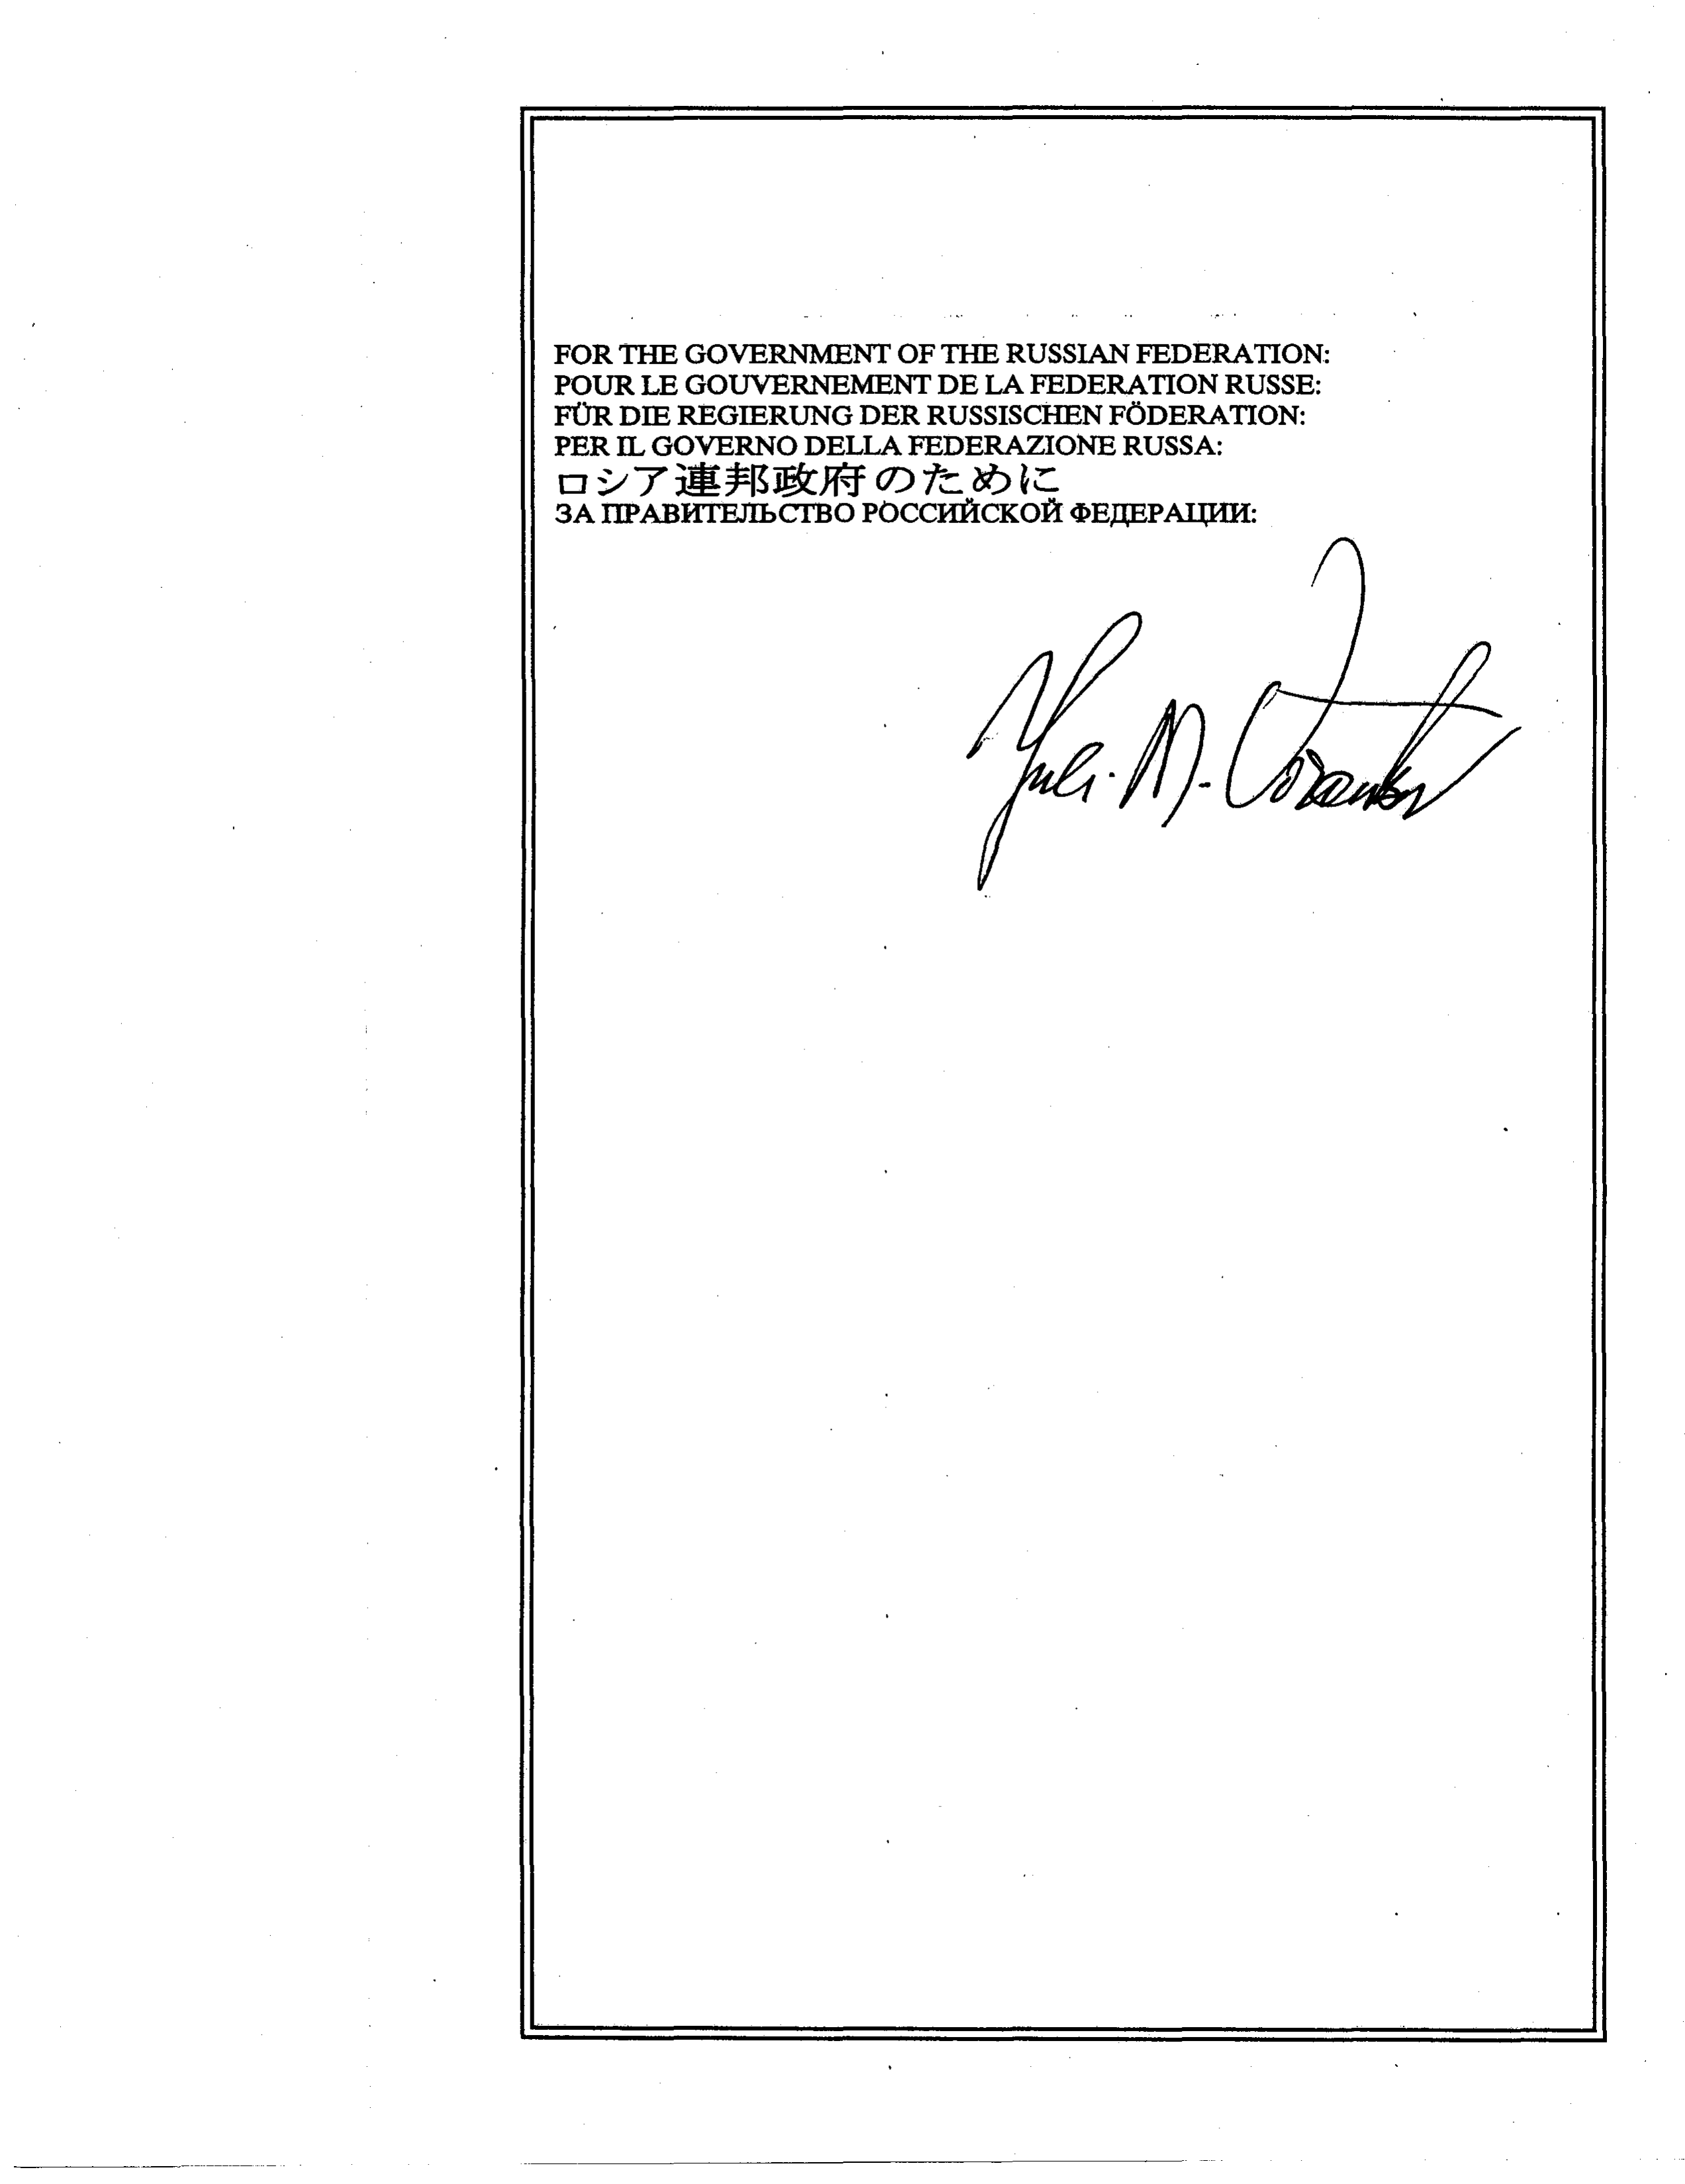 FOR THE GOVERNMENT OF THE RUSSIAN FEDERATION:
POUR LE GOUVERNEMENT DE LA FEDERATION RUSSE:
FÜR DIE REGIERUNG DER RUSSISCHEN FÖDERATION:
PER IL GOVERNO DELLA FEDERAZIONE RUSSA:
ロシア連邦政府のために
ЗА ПРАВИТЕЛЬСТВО РОССИЙСКОЙ ФЕДЕРАЦИИ:
M.